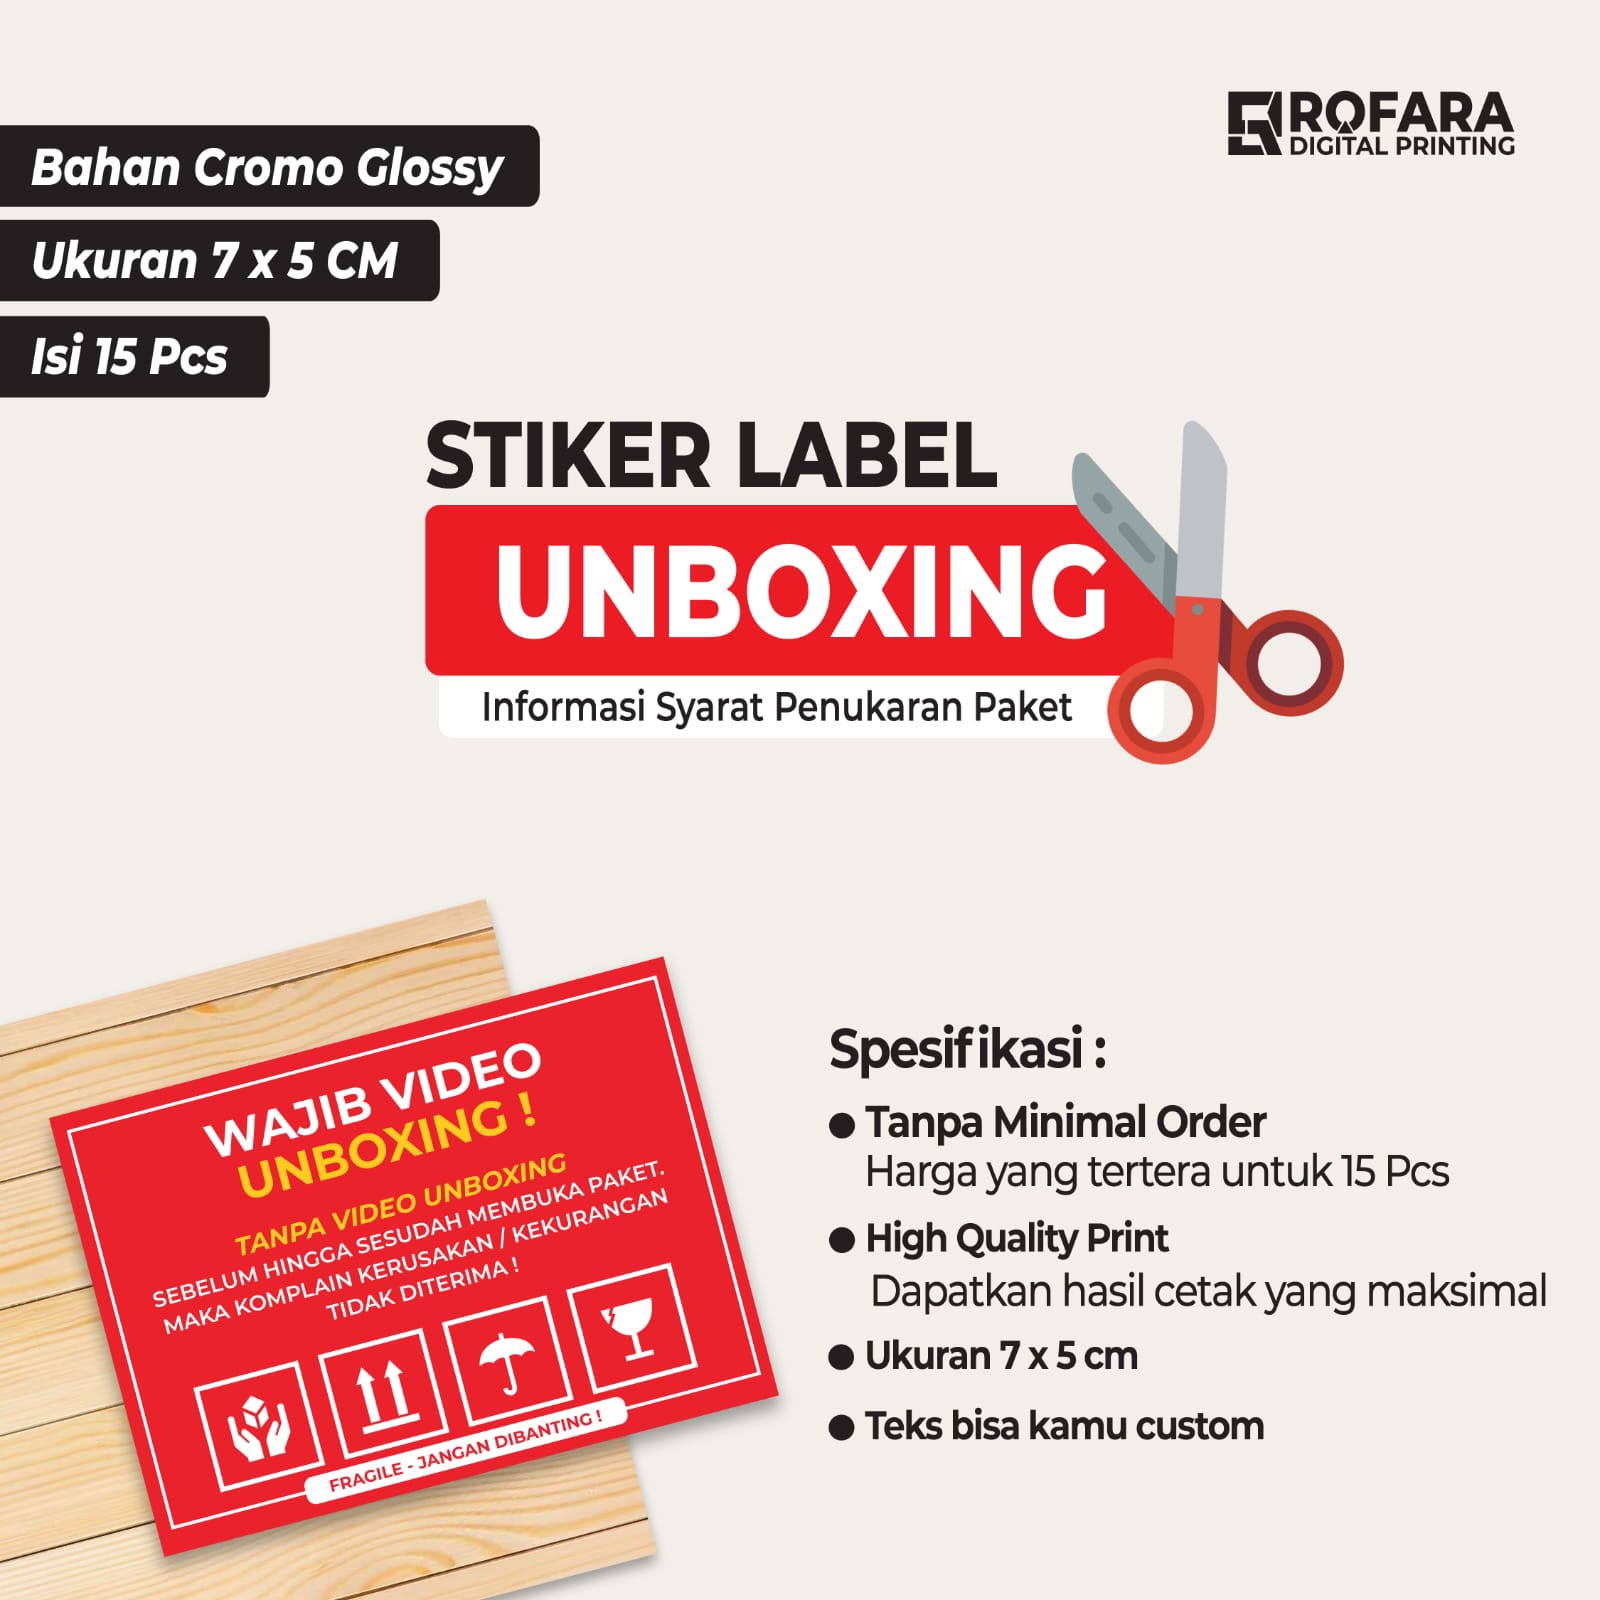 ROFARA
DIGITAL PRINTING
Bahan Cromo Glossy
Ukuran 7 x 5 CM
Isi 15 Pcs
STIKER LABEL
UNBOXING
Informasi Syarat Penukaran Paket
WAJIB VIDEO
UNBOXING !
TANPA VIDEO UNBOXING
SEBELUM HINGGA SESUDAH MEMBUKA PAKET.
MAKA KOMPLAIN KERUSAKAN / KEKURANGAN
TIDAK DITERIMA !
FRAGILE - JANGAN DIBANTING !
Spesifikasi :
● Tanpa Minimal Order
Harga yang tertera untuk 15 Pcs
● High Quality Print
Dapatkan hasil cetak yang maksimal
● Ukuran 7 x 5 cm
● Teks bisa kamu custom